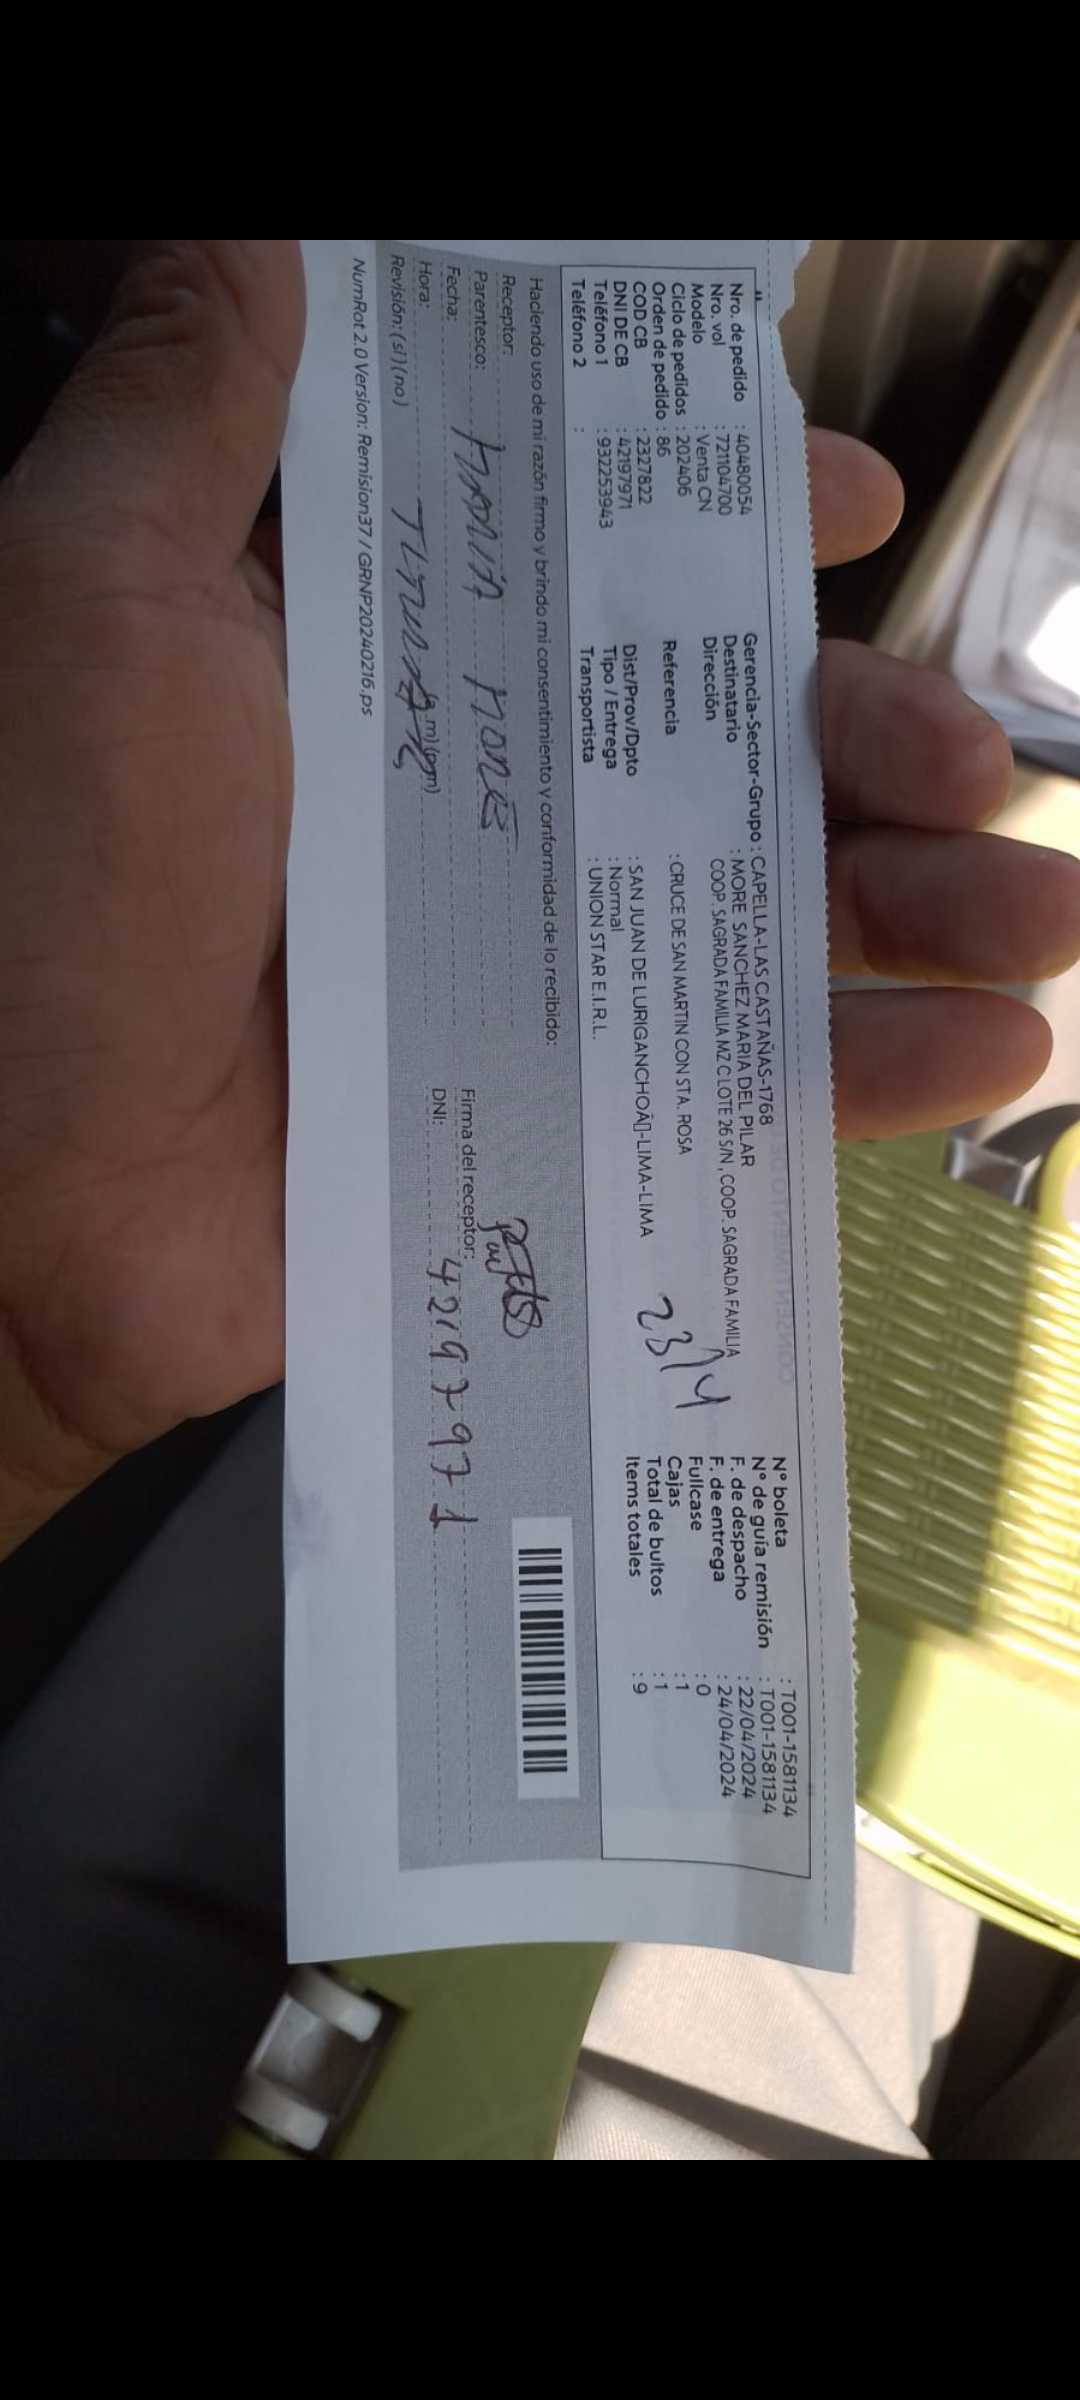 Nro. de pedido : 40480054
Nro. vol : 721104700
Modelo : Venta CN
Ciclo de pedidos : 202406
Orden de pedido : 86
COD CB : 2327822
DNI DE CB : 42197971
Teléfono 1 : 932253943
Teléfono 2 :
Gerencia-Sector-Grupo : CAPELLA-LAS CASTAÑAS-1768
Destinatario : MORE SANCHEZ MARIA DEL PILAR
Dirección COOP. SAGRADA FAMILIA MZ C LOTE 26 S/N , COOP. SAGRADA FAMILIA
Referencia : CRUCE DE SAN MARTIN CON STA. ROSA
Dist/Prov/Dpto : SAN JUAN DE LURIGANCHOÂ-LIMA-LIMA
Tipo / Entrega : Normal
Transportista : UNION STAR E.I.R.L.
N° boleta : T001-1581134
N° de guía remisión : T001-1581134
F. de despacho : 22/04/2024
F. de entrega : 24/04/2024
Fullcase : 0
Cajas : 1
Total de bultos : 1
Items totales : 9
Haciendo uso de mi razón firmo y brindo mi consentimiento y conformidad de lo recibido:
Receptor: MARIA MORE
Parentesco:
Fecha:
Hora: (a.m) (pm)
Revisión: (si) (no)
Firma del receptor:
DNI: 42197971
NumRot 2.0 Version: Remision37 / GRNP20240216.ps